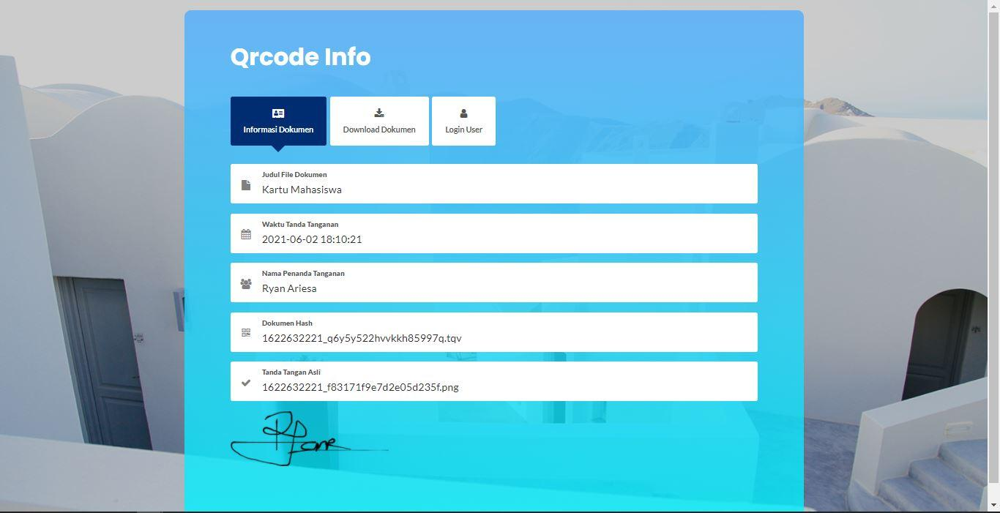 Qrcode Info
Informasi Dokumen
Download Dokumen
Login User
Judul File Dokumen
Kartu Mahasiswa
Waktu Tanda Tanganan
2021-06-02 18:10:21
Nama Penanda Tanganan
Ryan Ariesa
Dokumen Hash
1622632221_q6y5y522hvvkkh85997q.tqv
Tanda Tangan Asli
1622632221_f83171f9e7d2e05d235f.png